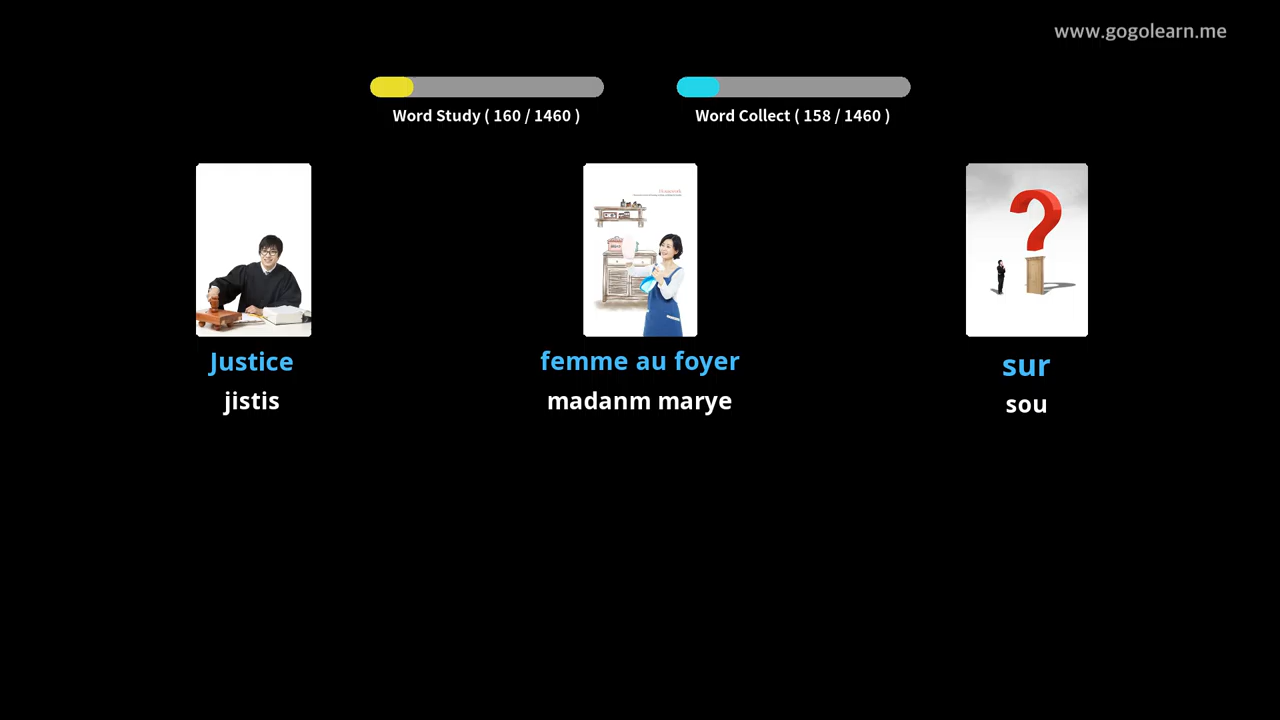 www.gogolearn.me
Word Study ( 160 / 1460 )
Word Collect ( 158 / 1460 )
Justice
femme au foyer
sur
jistis
madanm marye
sou